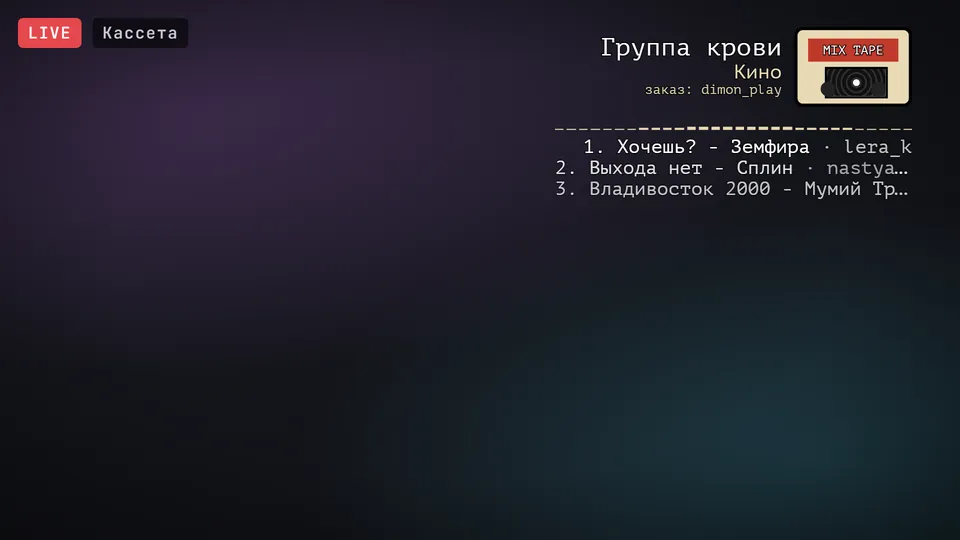 LIVE
Кассета
Группа крови
Кино
заказ: dimon_play
MIX TAPE
1. Хочешь? - Земфира · lera_k
2. Выхода нет - Сплин · nastya…
3. Владивосток 2000 - Мумий Тр…